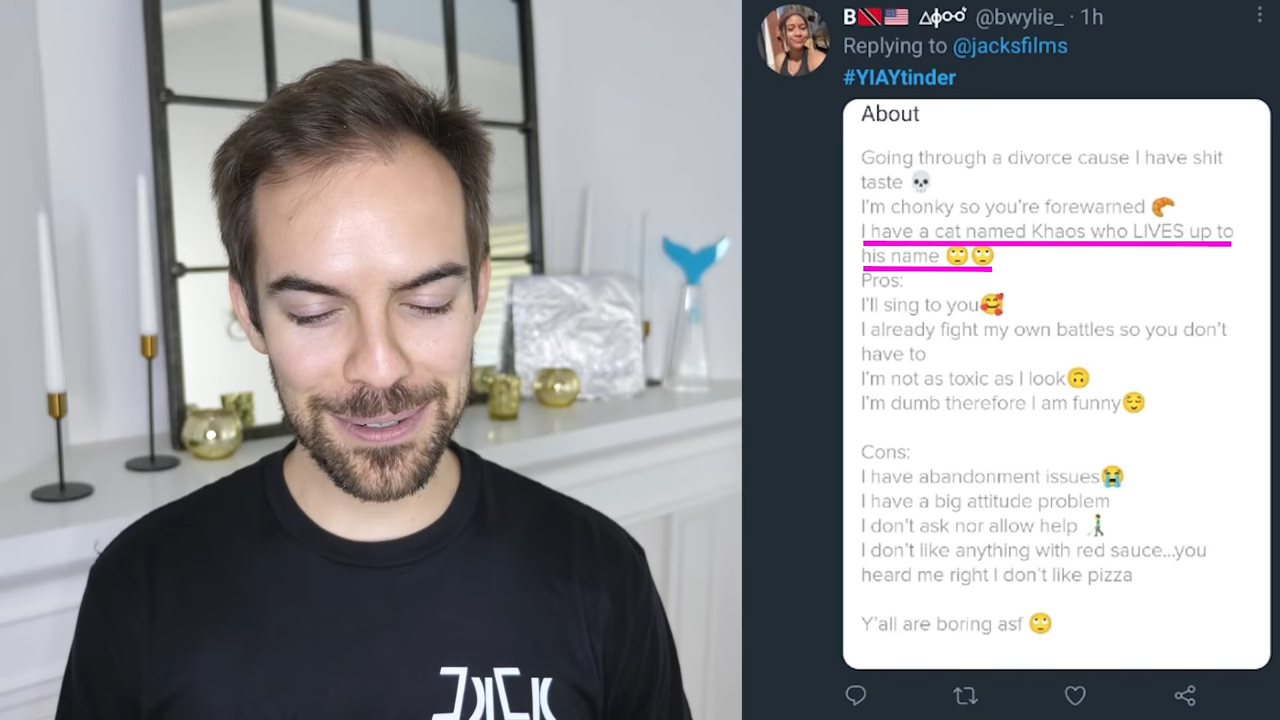 B🇹🇹🇺🇸 @bwylie_ · 1h
Replying to @jacksfilms
#YIAYtinder
About
Going through a divorce cause I have shit
taste 💀
I'm chonky so you're forewarned 🥐
I have a cat named Khaos who LIVES up to
his name 🙄🙄
Pros:
I'll sing to you🥰
I already fight my own battles so you don't
have to
I'm not as toxic as I look🙃
I'm dumb therefore I am funny😌
Cons:
I have abandonment issues😭
I have a big attitude problem
I don't ask nor allow help 👨‍🦯
I don't like anything with red sauce...you
heard me right I don't like pizza
Y'all are boring asf 🙄
JACK